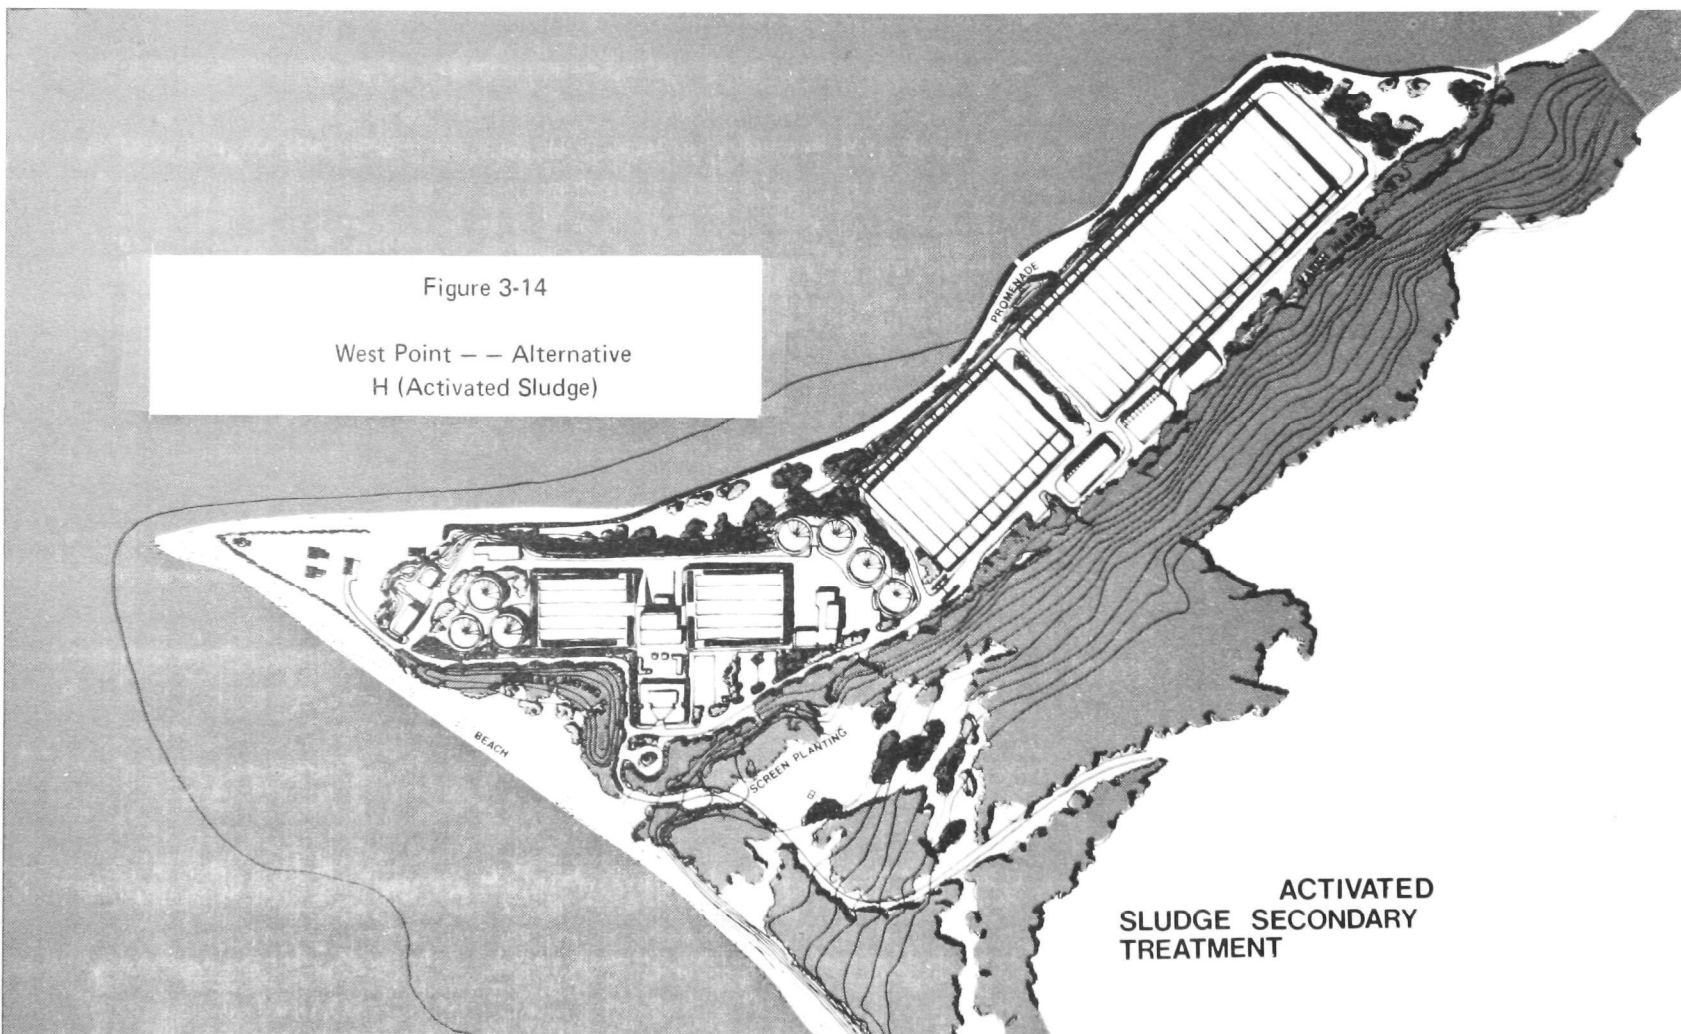 Figure 3-14
West Point — — Alternative
H (Activated Sludge)
PROMENADE
BEACH
SCREEN PLANTING
ACTIVATED
SLUDGE SECONDARY
TREATMENT